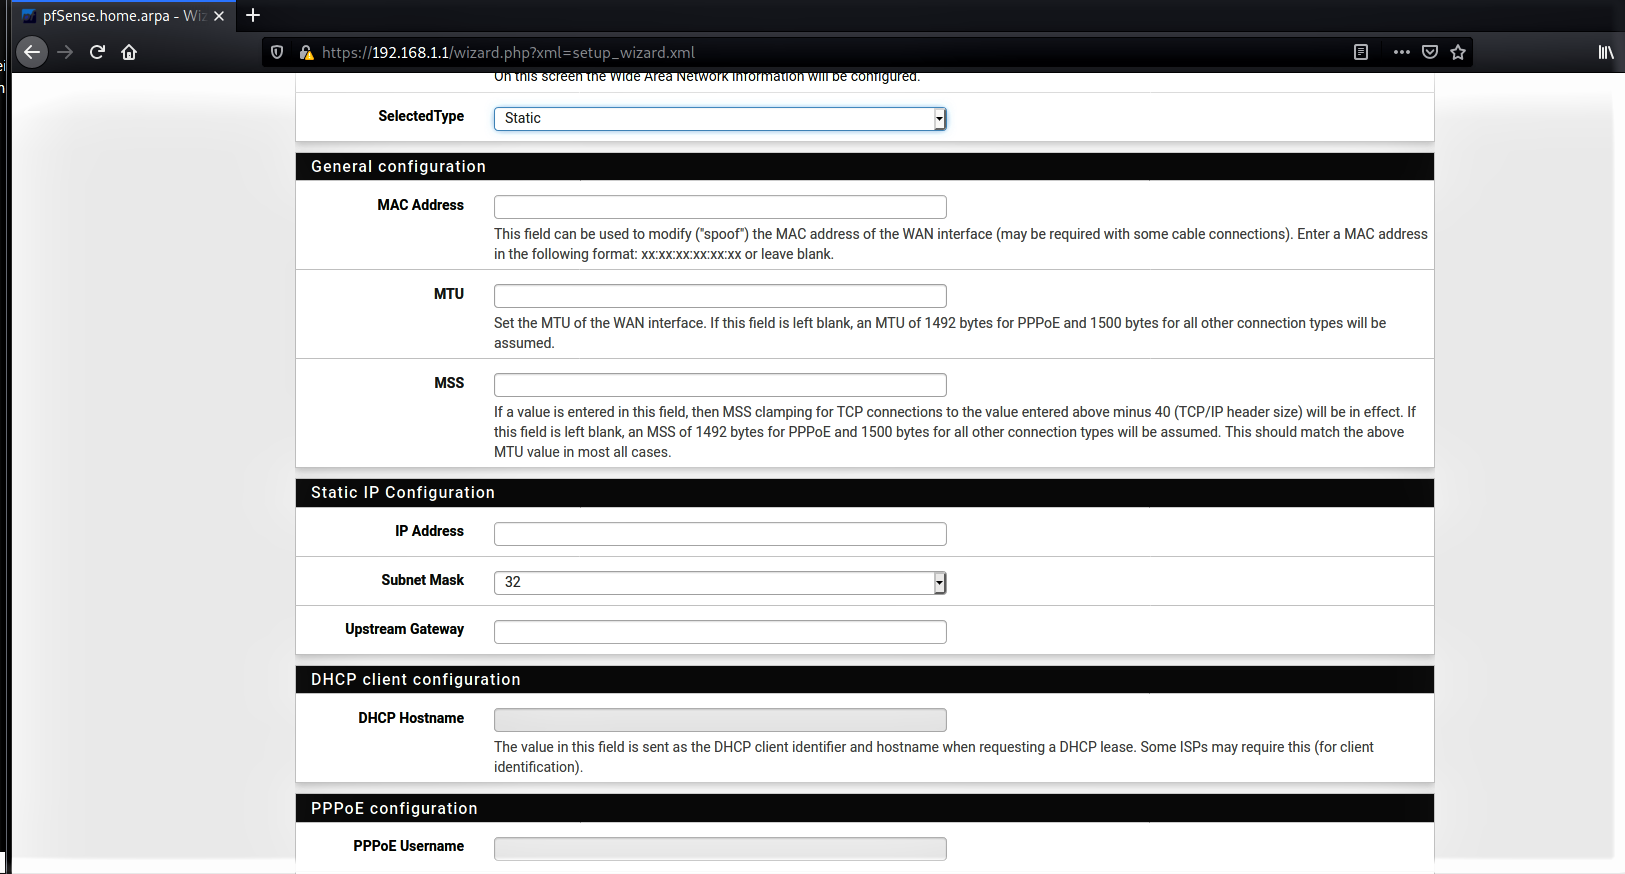 pfSense.home.arpa - Wiz
https://192.168.1.1/wizard.php?xml=setup_wizard.xml
On this screen the Wide Area Network information will be configured.
SelectedType
Static
General configuration
MAC Address
This field can be used to modify ("spoof") the MAC address of the WAN interface (may be required with some cable connections). Enter a MAC address
in the following format: xx:xx:xx:xx:xx:xx or leave blank.
MTU
Set the MTU of the WAN interface. If this field is left blank, an MTU of 1492 bytes for PPPoE and 1500 bytes for all other connection types will be
assumed.
MSS
If a value is entered in this field, then MSS clamping for TCP connections to the value entered above minus 40 (TCP/IP header size) will be in effect. If
this field is left blank, an MSS of 1492 bytes for PPPoE and 1500 bytes for all other connection types will be assumed. This should match the above
MTU value in most all cases.
Static IP Configuration
IP Address
Subnet Mask
32
Upstream Gateway
DHCP client configuration
DHCP Hostname
The value in this field is sent as the DHCP client identifier and hostname when requesting a DHCP lease. Some ISPs may require this (for client
identification).
PPPoE configuration
PPPoE Username